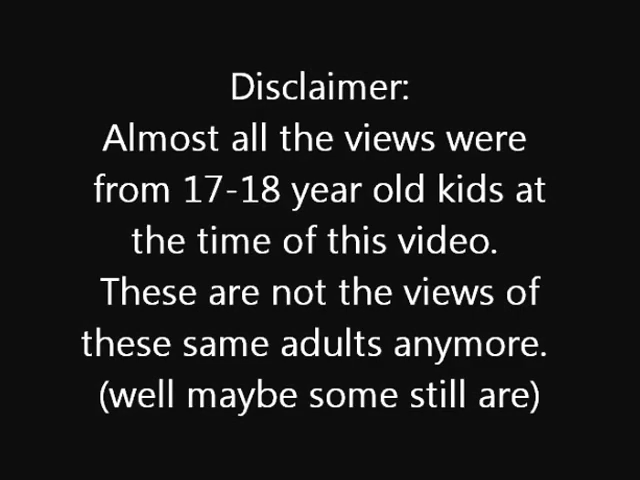 Disclaimer:
Almost all the views were
from 17-18 year old kids at
the time of this video.
These are not the views of
these same adults anymore.
(well maybe some still are)